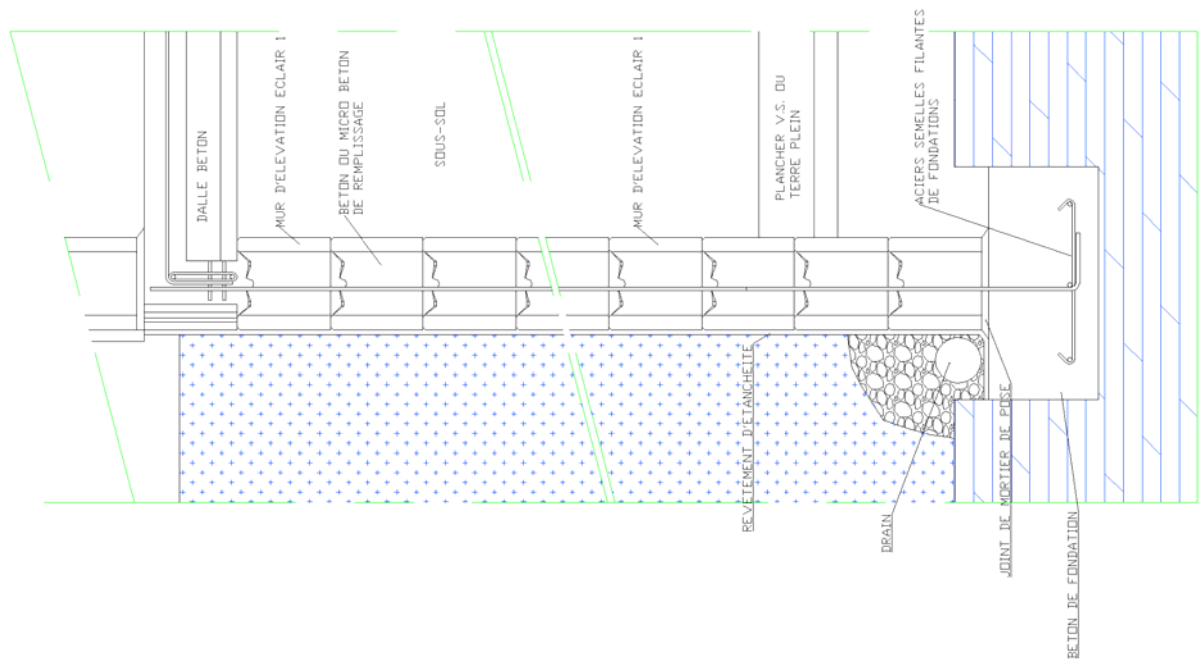 DALLE BETON
MUR D'ELEVATION ECLAIR 1
BETON OU MICRO BETON
DE REMPLISSAGE
SOUS-SOL
MUR D'ELEVATION ECLAIR 1
PLANCHER V.S. OU
TERRE PLEIN
ACIERS SEMELLES FILANTES
DE FONDATIONS
REVETEMENT D'ETANCHEITE
DRAIN
JOINT DE MORTIER DE POSE
BETON DE FONDATION